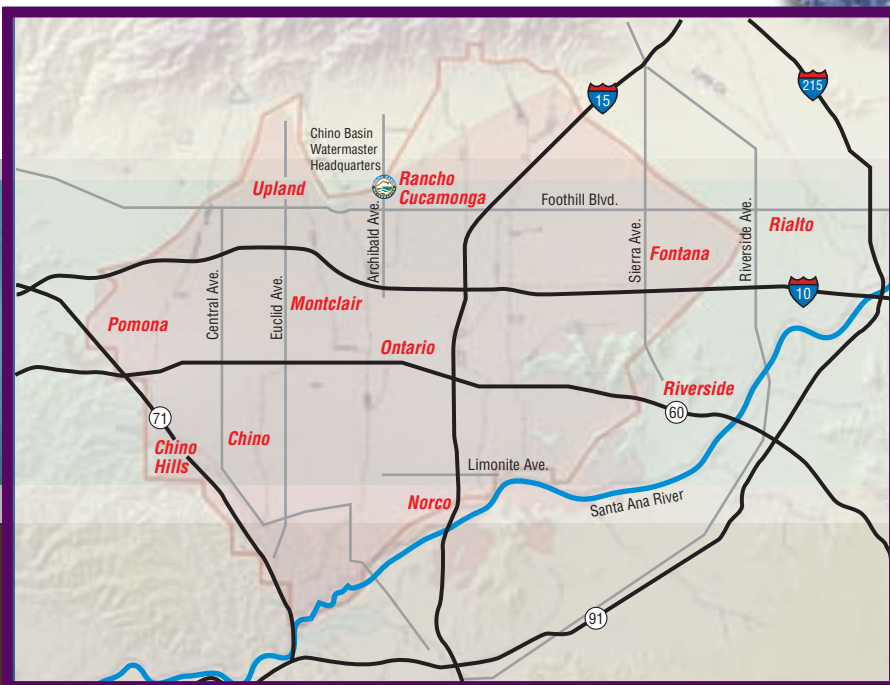 15
215
Chino Basin
Watermaster
Headquarters
Upland
Rancho
Cucamonga
Foothill Blvd.
Archibald Ave.
Sierra Ave.
Riverside Ave.
Rialto
Fontana
Central Ave.
Euclid Ave.
Montclair
10
Pomona
Ontario
Riverside
60
71
Chino
Chino
Hills
Limonite Ave.
Norco
Santa Ana River
91